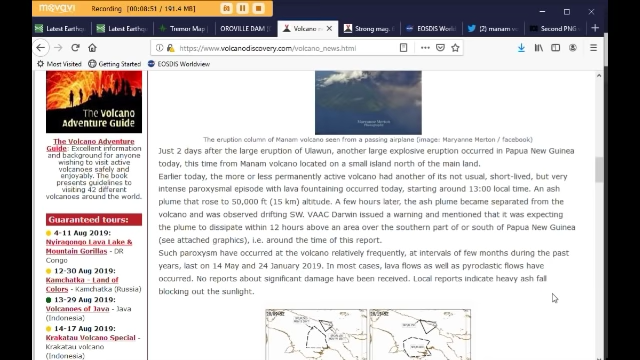 movavi
Recording 00:08:51 / 191.4 MB
Latest Earthqu
Latest Earthqu
Tremor Map |
OROVILLE DAM [
Volcano
Strong mag
EOSDIS Worldvi
(2) manam v
Second PNG
https://www.volcanodiscovery.com/volcano_news.html
Most Visited
Getting Started
EOSDIS Worldview
The Volcano
Adventure Guide
The Volcano Adventure
Guide: Excellent information
and background for anyone
wishing to visit active
volcanoes safely and
enjoyably. The book
presents guidelines to
visiting 42 different
volcanoes around the world.
Guaranteed tours:
4-11 Aug 2019:
Nyiragongo Lava Lake &
Mountain Gorillas - DR
Congo
12-30 Aug 2019:
Kamchatka - Land of
Colors - Kamchatka (Russia)
13-29 Aug 2019:
Volcanoes of Java - Java
(Indonesia)
14-17 Aug 2019:
Krakatau Volcano Special -
Krakatau volcano
(Indonesia)
Maryanne Merton
The eruption column of Manam volcano seen from a passing airplane (image: Maryanne Merton / facebook)
Just 2 days after the large eruption of Ulawun, another large explosive eruption occurred in Papua New Guinea
today, this time from Manam volcano located on a small island north of the main land.
Earlier today, the more or less permanently active volcano had another of its not usual, short-lived, but very
intense paroxysmal episode with lava fountaining occurred today, starting around 13:00 local time. An ash
plume that rose to 50,000 ft (15 km) altitude. A few hours later, the ash plume became separated from the
volcano and was observed drifting SW. VAAC Darwin issued a warning and mentioned that it was expecting
the plume to dissipate within 12 hours above an area over the southern part of or south of Papua New Guinea
(see attached graphics), i.e. around the time of this report.
Such paroxysm have occurred at the volcano relatively frequently, at intervals of few months during the past
years, last on 14 May and 24 January 2019. In most cases, lava flows as well as pyroclastic flows have
occurred. No reports about significant damage have been received. Local reports indicate heavy ash fall
blocking out the sunlight.